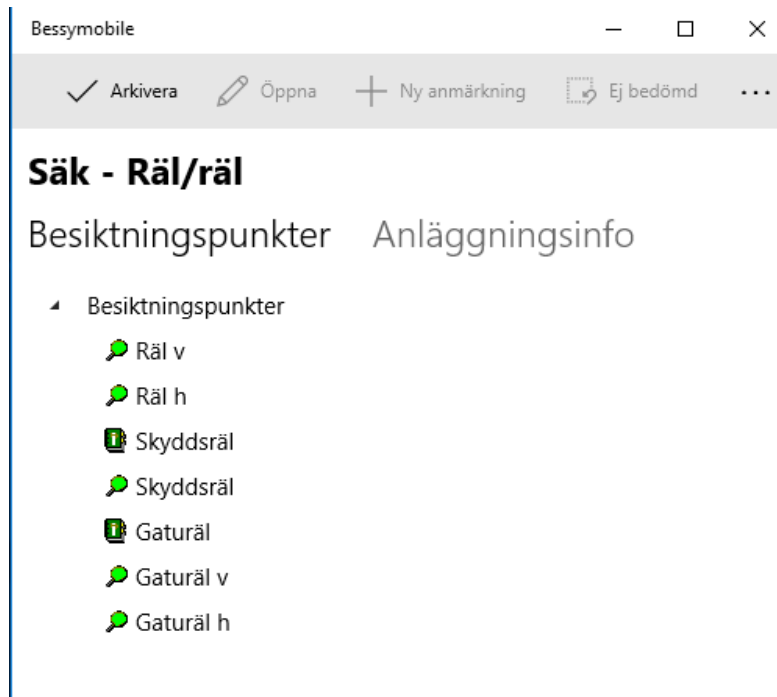 Bessymobile
Arkivera Öppna Ny anmärkning Ej bedömd ...
Säk - Räl/räl
Besiktningspunkter Anläggningsinfo
Besiktningspunkter
Räl v
Räl h
Skyddsräl
Skyddsräl
Gaturäl
Gaturäl v
Gaturäl h